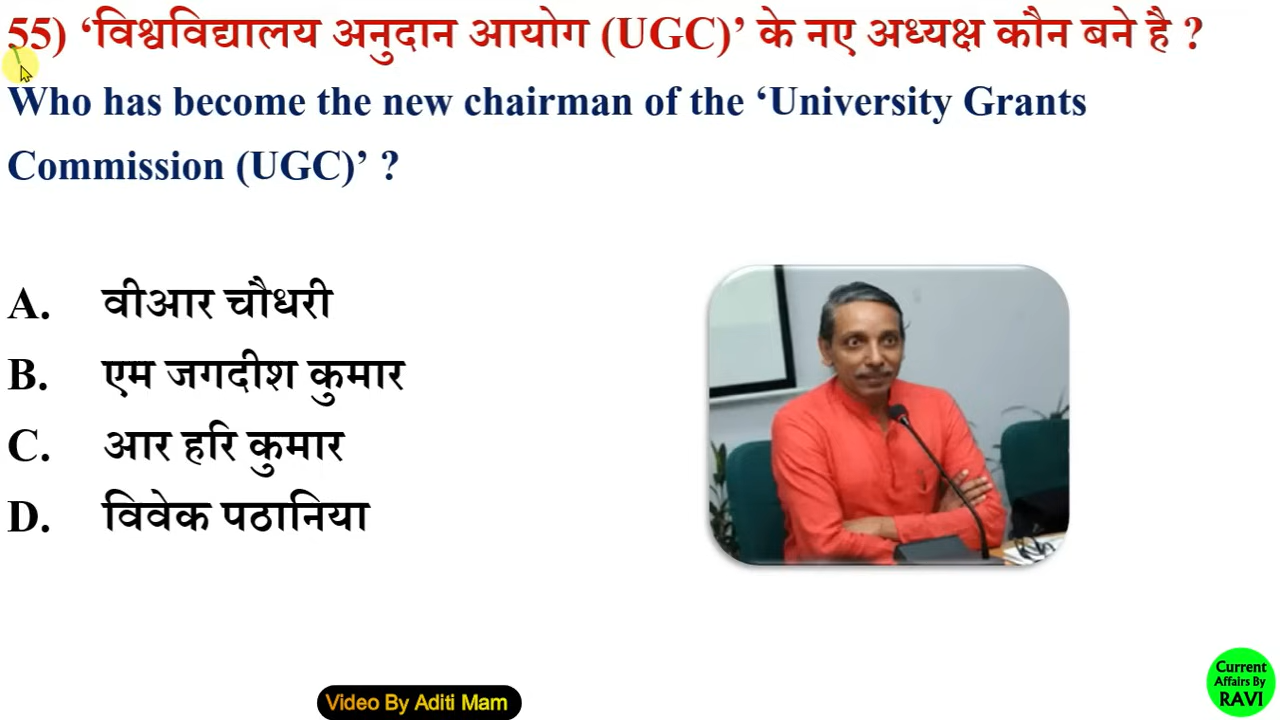 55) ‘विश्वविद्यालय अनुदान आयोग (UGC)’ के नए अध्यक्ष कौन बने है ?
Who has become the new chairman of the ‘University Grants
Commission (UGC)’ ?
A. वीआर चौधरी
B. एम जगदीश कुमार
C. आर हरि कुमार
D. विवेक पठानिया
Video By Aditi Mam
Current
Affairs By
RAVI